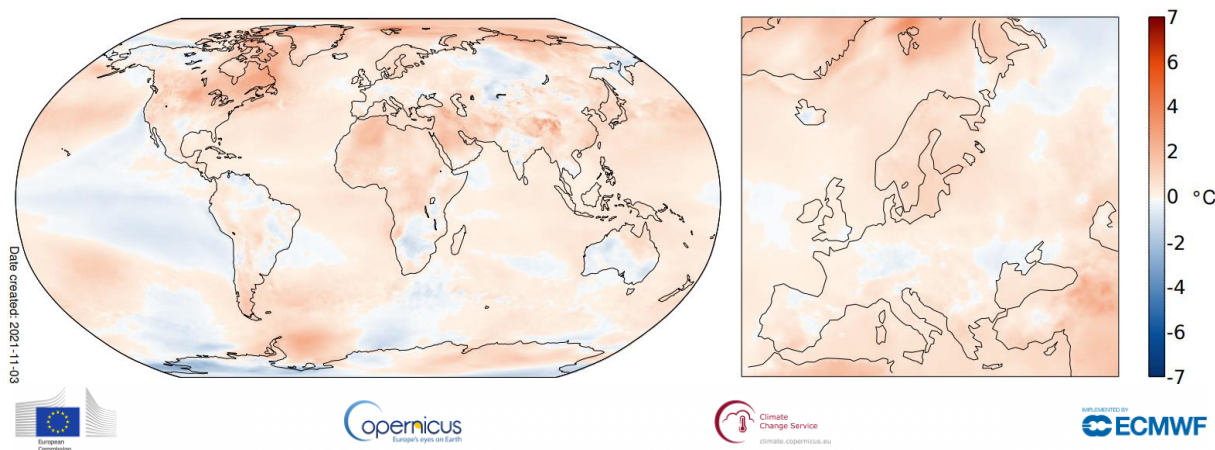 7
6
4
2
0 °C
-2
-4
-6
-7
Date created: 2021-11-03
European
Commission
opernicus
Europe's eyes on Earth
Climate
Change Service
climate.copernicus.eu
IMPLEMENTED BY
ECMWF